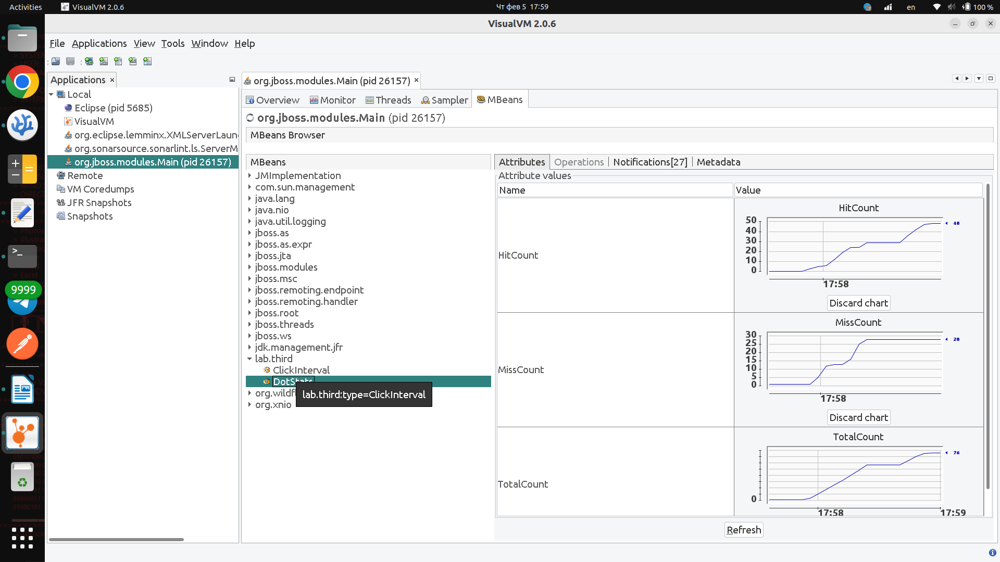 Activities
VisualVM 2.0.6
Чт фев 5 17:59
en
100 %
VisualVM 2.0.6
File Applications View Tools Window Help
Applications
Local
Eclipse (pid 5685)
VisualVM
org.eclipse.lemminx.XMLServerLaun
org.sonarsource.sonarlint.ls.ServerM
org.jboss.modules.Main (pid 26157)
Remote
VM Coredumps
JFR Snapshots
Snapshots
9999
org.jboss.modules.Main (pid 26157)
Overview Monitor Threads Sampler MBeans
org.jboss.modules.Main (pid 26157)
MBeans Browser
MBeans
JMImplementation
com.sun.management
java.lang
java.nio
java.util.logging
jboss.as
jboss.as.expr
jboss.jta
jboss.modules
jboss.msc
jboss.remoting.endpoint
jboss.remoting.handler
jboss.root
jboss.threads
jboss.ws
jdk.management.jfr
lab.third
ClickInterval
DotStats
org.wildf
lab.third:type=ClickInterval
org.xnio
Attributes Operations Notifications[27] Metadata
Attribute values
Name Value
HitCount
HitCount
50
40
30
20
10
0
48
17:58
Discard chart
MissCount
MissCount
30
25
20
15
10
5
0
28
17:58
Discard chart
TotalCount
TotalCount
0
76
17:58 17:59
Refresh